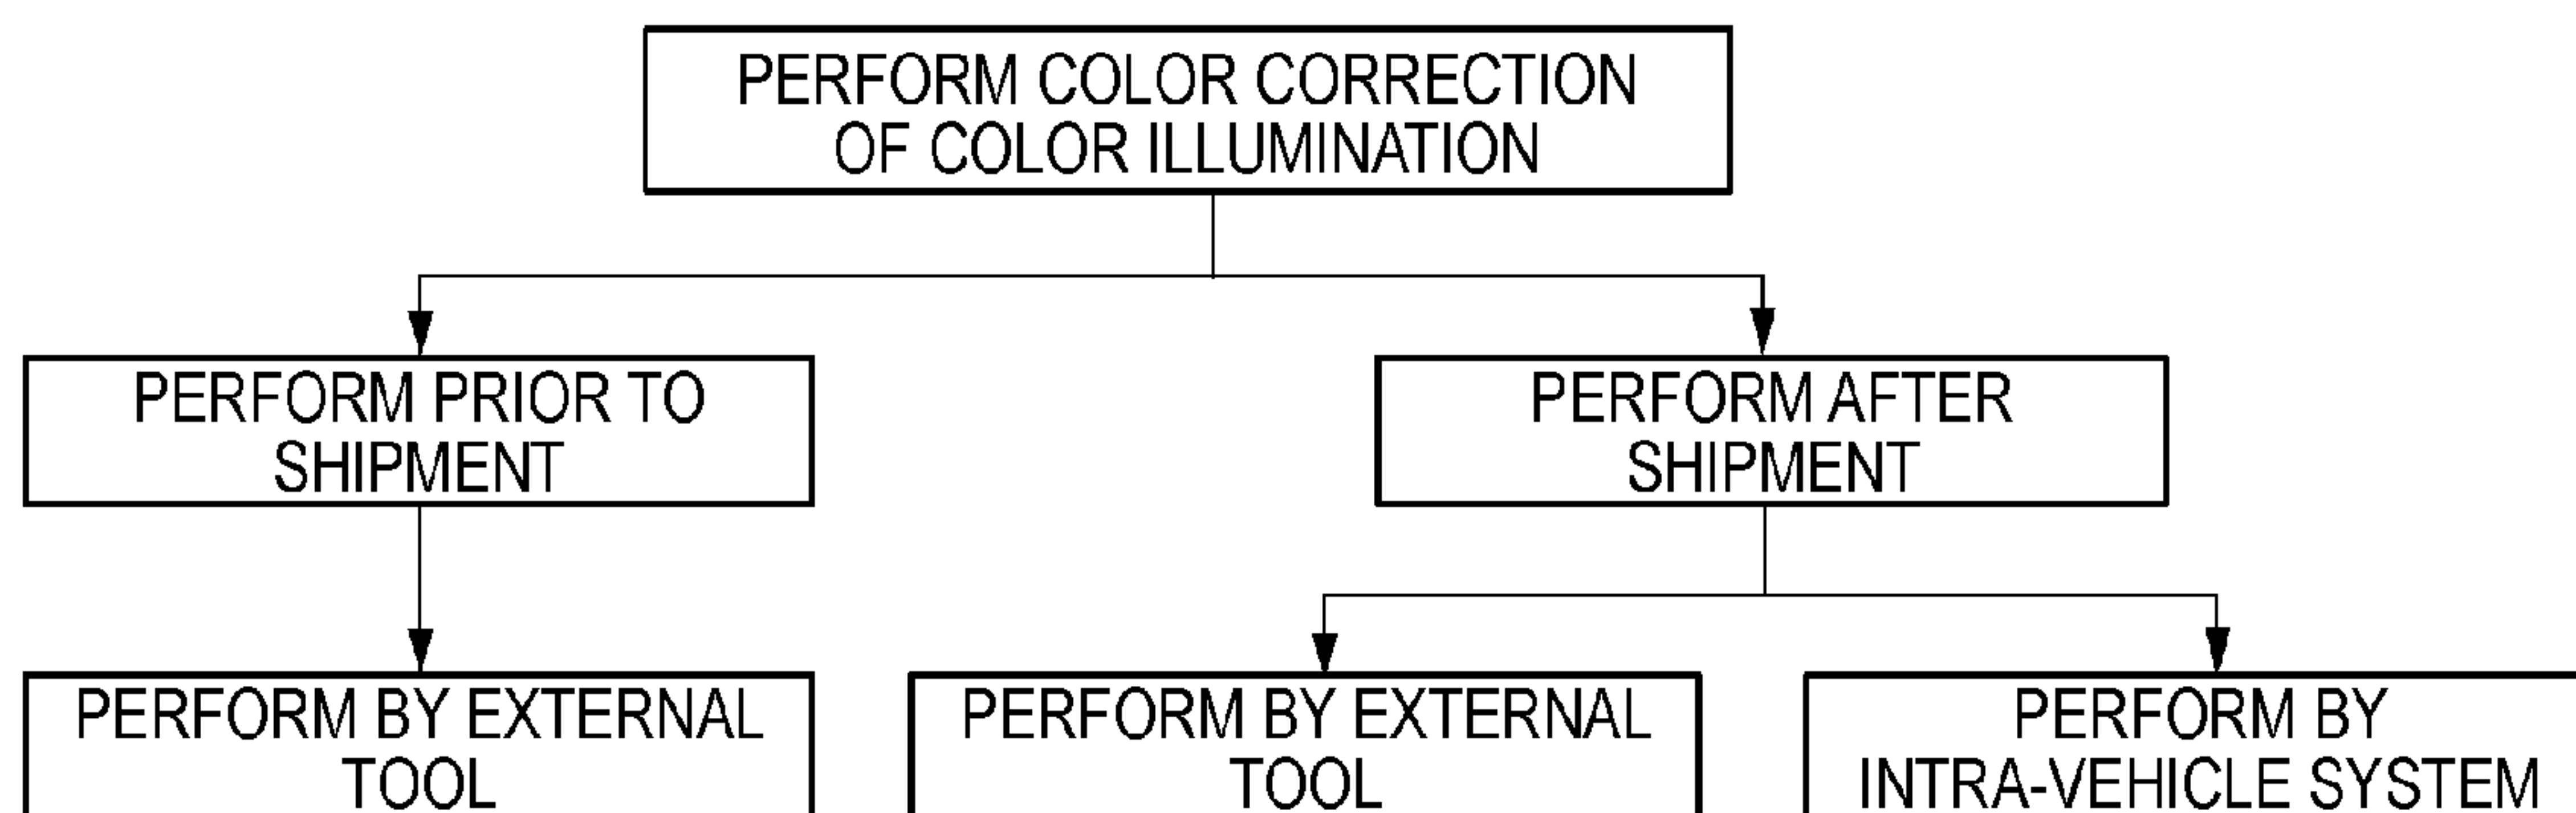 PERFORM COLOR CORRECTION
OF COLOR ILLUMINATION
PERFORM PRIOR TO
SHIPMENT
PERFORM AFTER
SHIPMENT
PERFORM BY EXTERNAL
TOOL
PERFORM BY EXTERNAL
TOOL
PERFORM BY
INTRA-VEHICLE SYSTEM